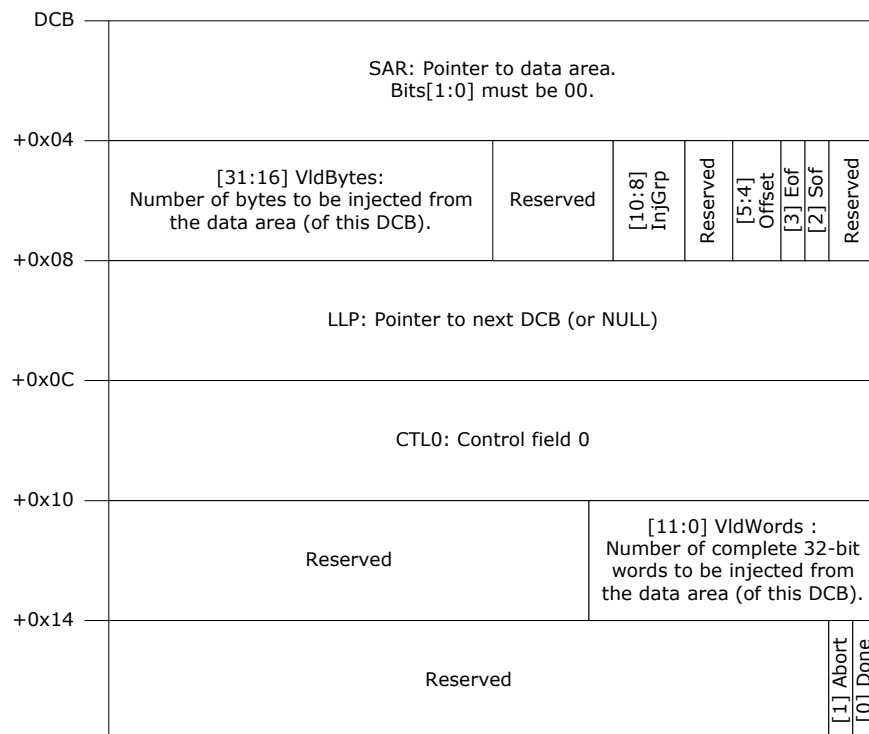 DCB
SAR: Pointer to data area.
Bits[1:0] must be 00.
+0x04
[31:16] VldBytes:
Number of bytes to be injected from
the data area (of this DCB).
Reserved
[10:8]
InjGrp
Reserved
[5:4]
Offset
[3] Eof
[2] Sof
Reserved
+0x08
LLP: Pointer to next DCB (or NULL)
+0x0C
CTL0: Control field 0
+0x10
Reserved
[11:0] VldWords :
Number of complete 32-bit
words to be injected from
the data area (of this DCB).
+0x14
Reserved
[1] Abort
[0] Done